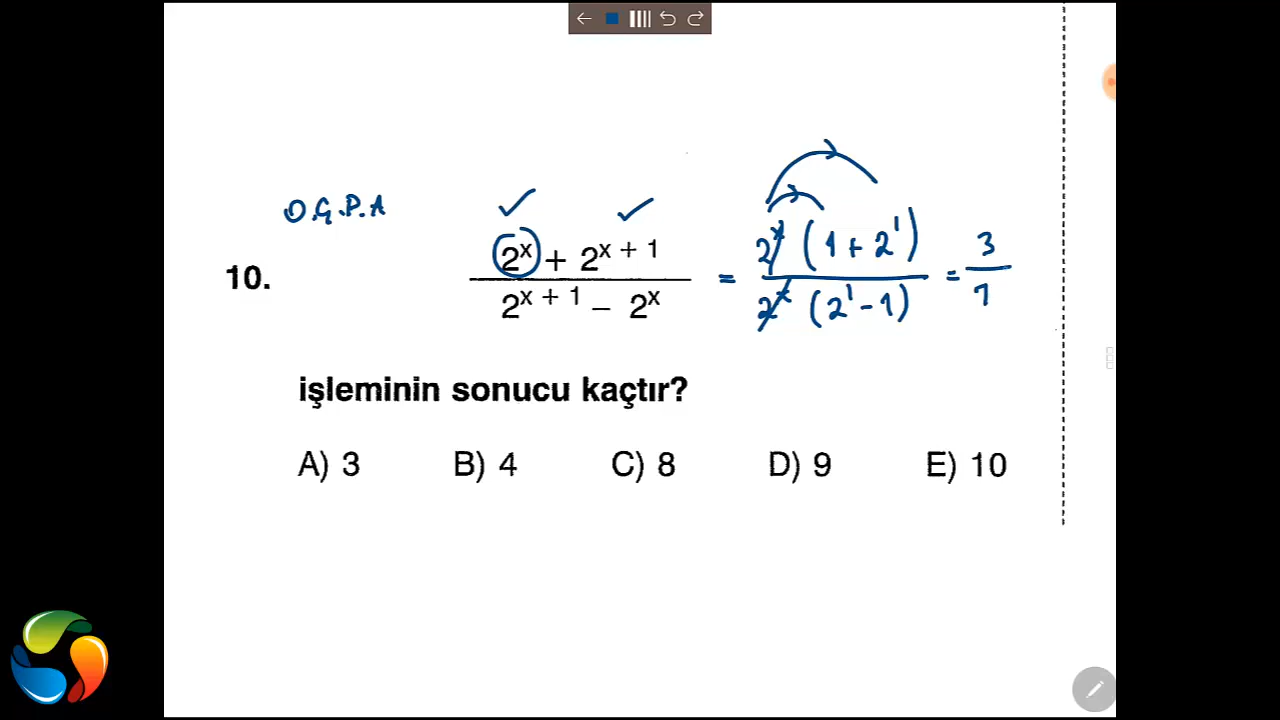 O.G.P.A
10. 2^x + 2^(x + 1) / 2^(x + 1) – 2^x = 2^x (1 + 2^1) / 2^x (2^1 - 1) = 3 / 1
işleminin sonucu kaçtır?
A) 3 B) 4 C) 8 D) 9 E) 10